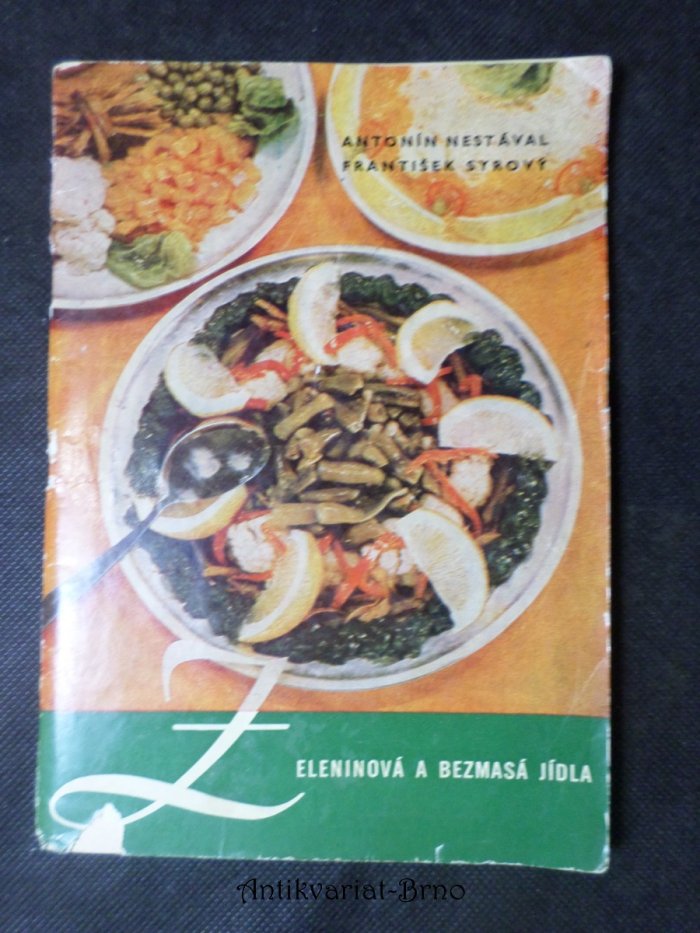 ANTONÍN NESTÁVAL
FRANTIŠEK SYROVÝ
ZELENINOVÁ A BEZMASÁ JÍDLA
Antikvariat-Brno